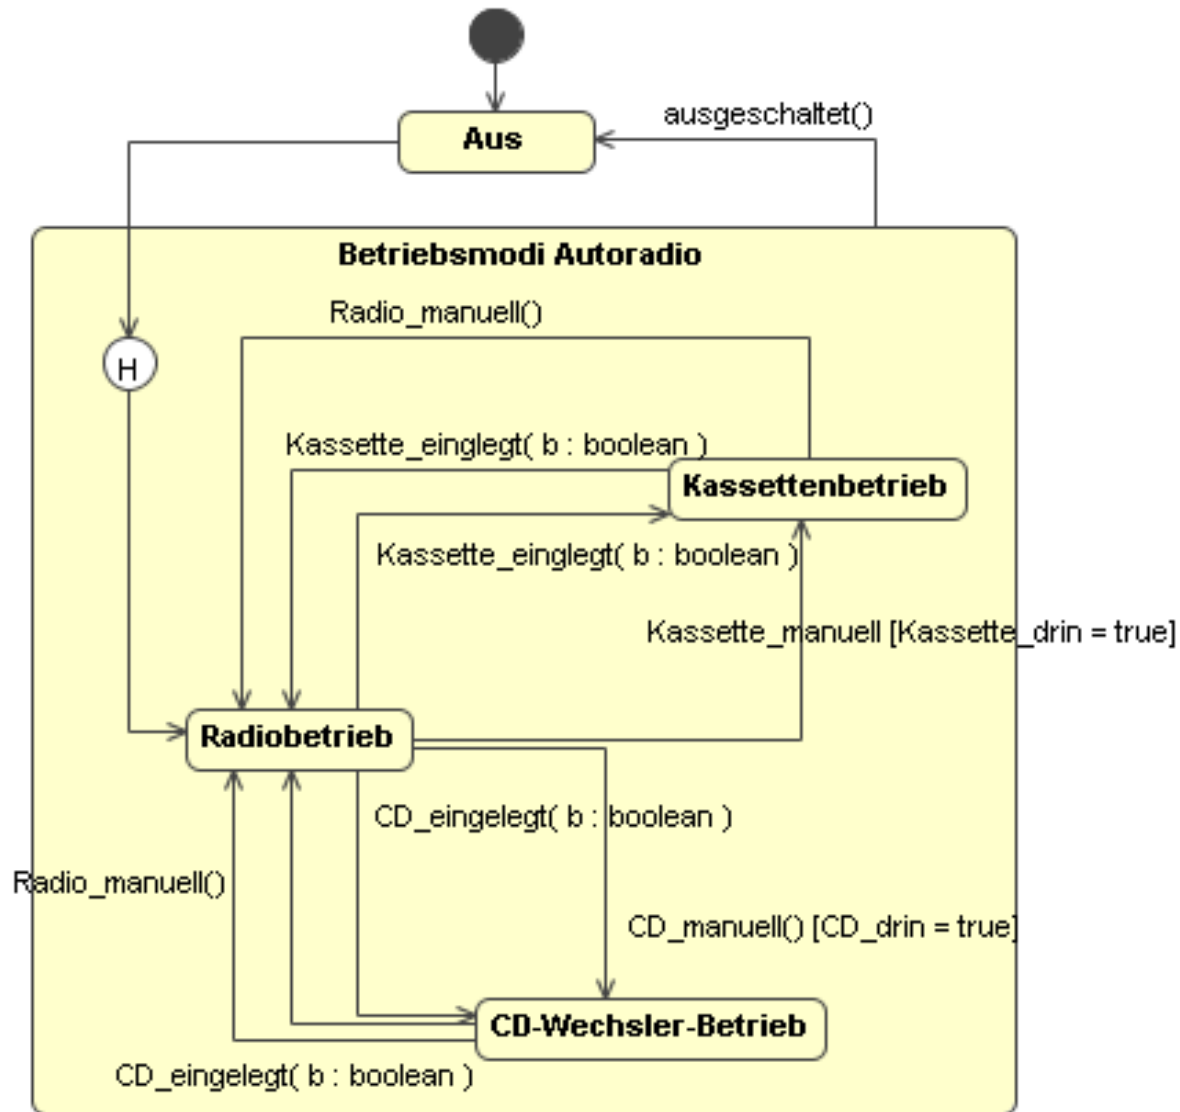 ausgeschaltet()
Aus
Betriebsmodi Autoradio
Radio_manuell()
H
Kassette_einglegt( b : boolean )
Kassettenbetrieb
Kassette_einglegt( b : boolean )
Kassette_manuell [Kassette_drin = true]
Radiobetrieb
CD_eingelegt( b : boolean )
Radio_manuell()
CD_manuell() [CD_drin = true]
CD-Wechsler-Betrieb
CD_eingelegt( b : boolean )